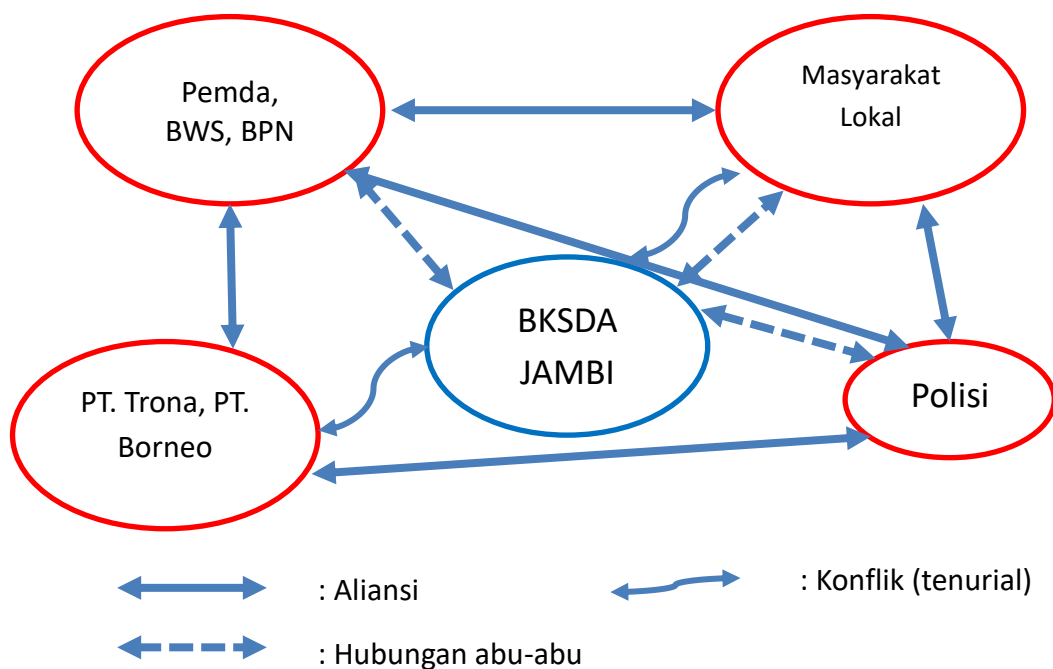 Pemda,
BWS, BPN
Masyarakat
Lokal
BKSDA
JAMBI
PT. Trona, PT.
Borneo
Polisi
: Aliansi
: Konflik (tenurial)
: Hubungan abu-abu